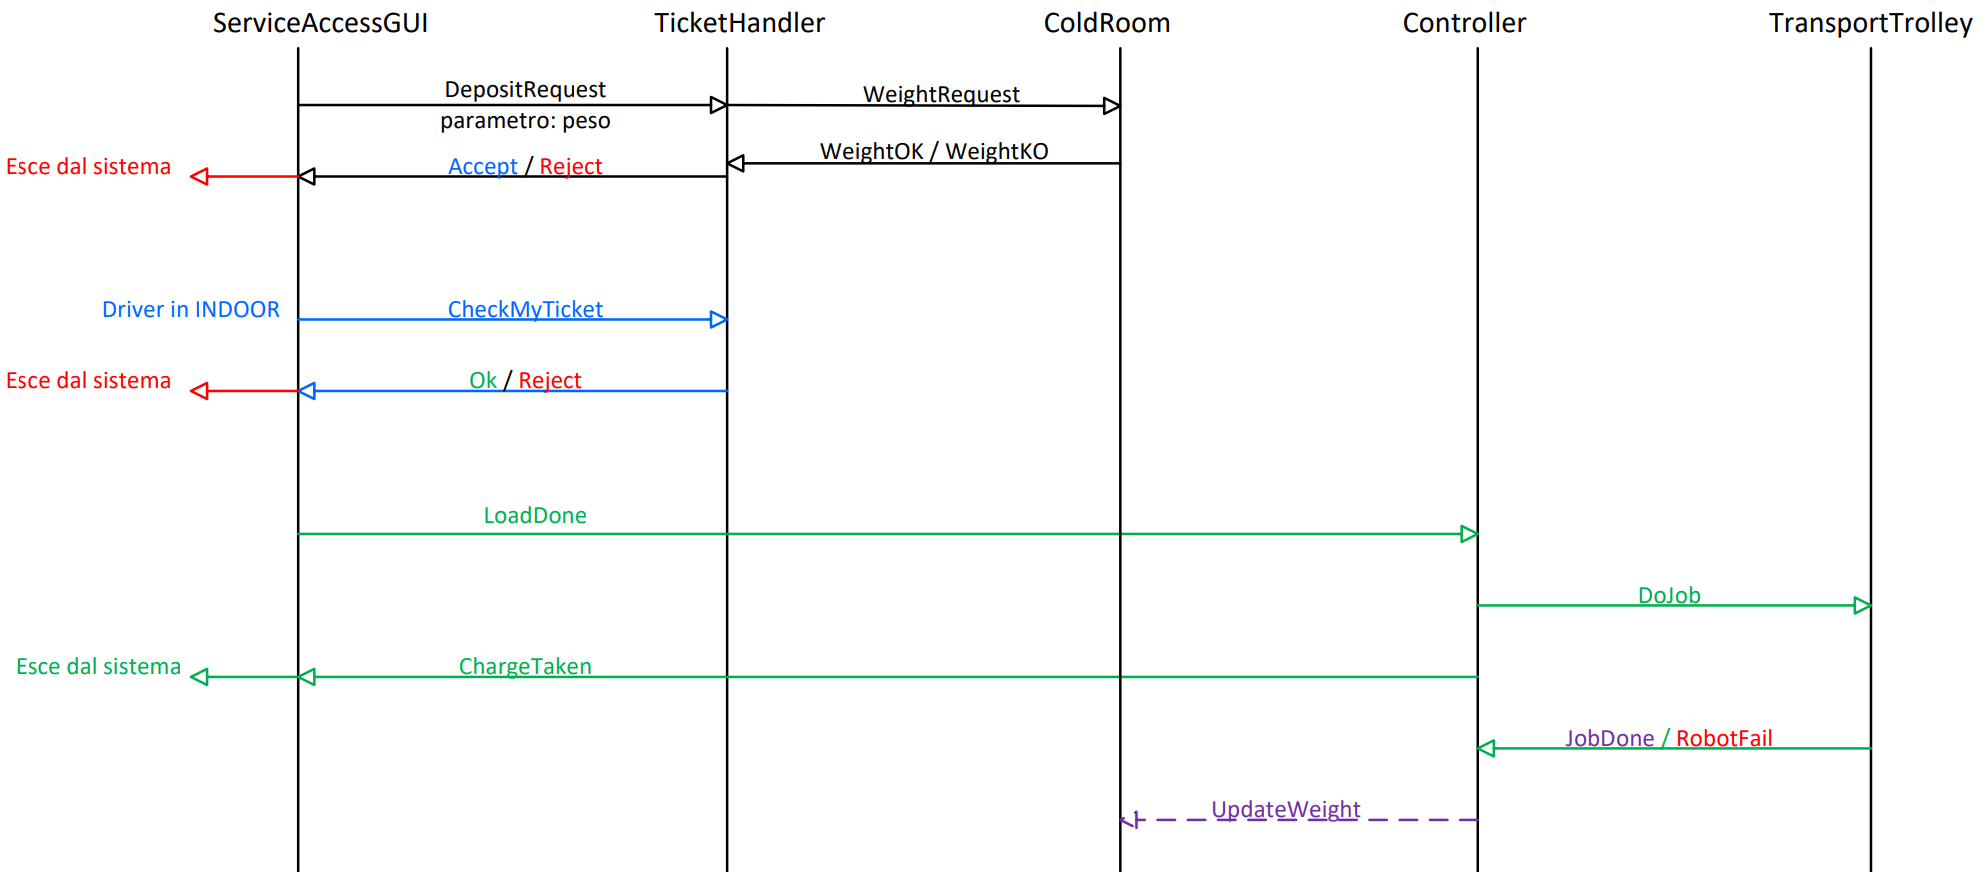 ServiceAccessGUI
TicketHandler
ColdRoom
Controller
TransportTrolley
DepositRequest
parametro: peso
WeightRequest
WeightOK / WeightKO
Esce dal sistema
Accept / Reject
Driver in INDOOR
CheckMyTicket
Esce dal sistema
Ok / Reject
LoadDone
DoJob
Esce dal sistema
ChargeTaken
JobDone / RobotFail
UpdateWeight